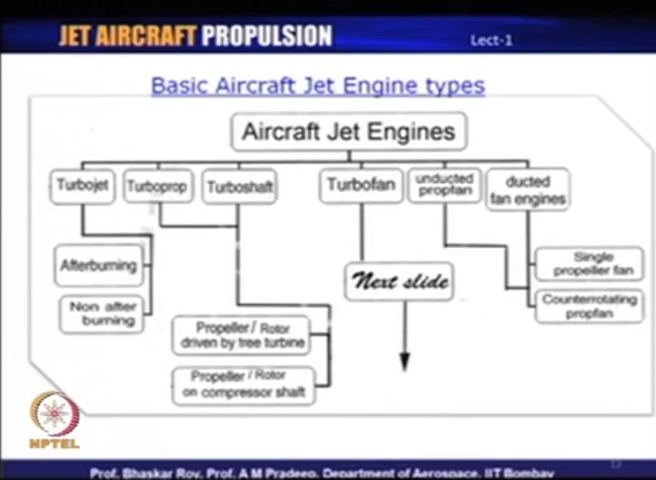 JET AIRCRAFT PROPULSION
Lect-1
Basic Aircraft Jet Engine types
Aircraft Jet Engines
Turbojet
Turboprop
Turboshaft
Turbofan
unducted
propfan
ducted
fan engines
Afterburning
Non after
burning
Next slide
Single
propeller fan
Counterrotating
propfan
Propeller / Rotor
driven by free turbine
Propeller / Rotor
on compressor shaft
NPTEL
Prof. Bhaskar Roy, Prof. A M Pradeep, Department of Aerospace, IIT Bombay
13